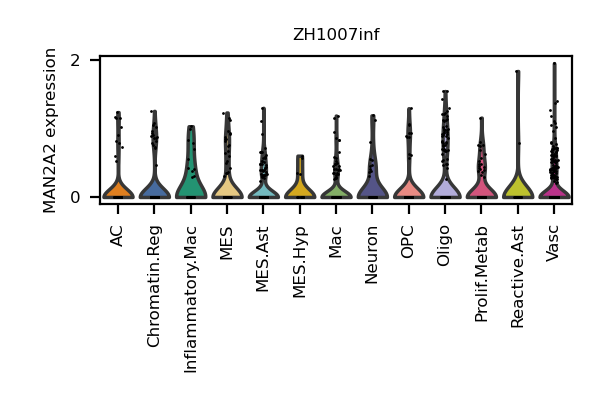 ZH1007inf
MAN2A2 expression
2
0
AC
Chromatin.Reg
Inflammatory.Mac
MES
MES.Ast
MES.Hyp
Mac
Neuron
OPC
Oligo
Prolif.Metab
Reactive.Ast
Vasc